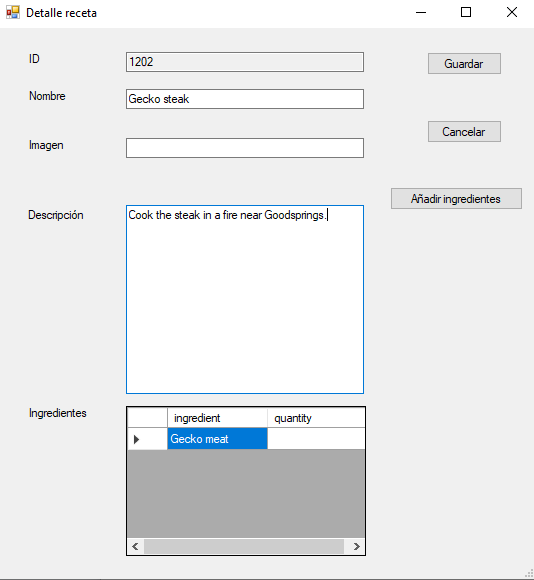 Detalle receta
ID
1202
Guardar
Nombre
Gecko steak
Cancelar
Imagen
Añadir ingredientes
Descripción
Cook the steak in a fire near Goodsprings.
Ingredientes
ingredient quantity
Gecko meat